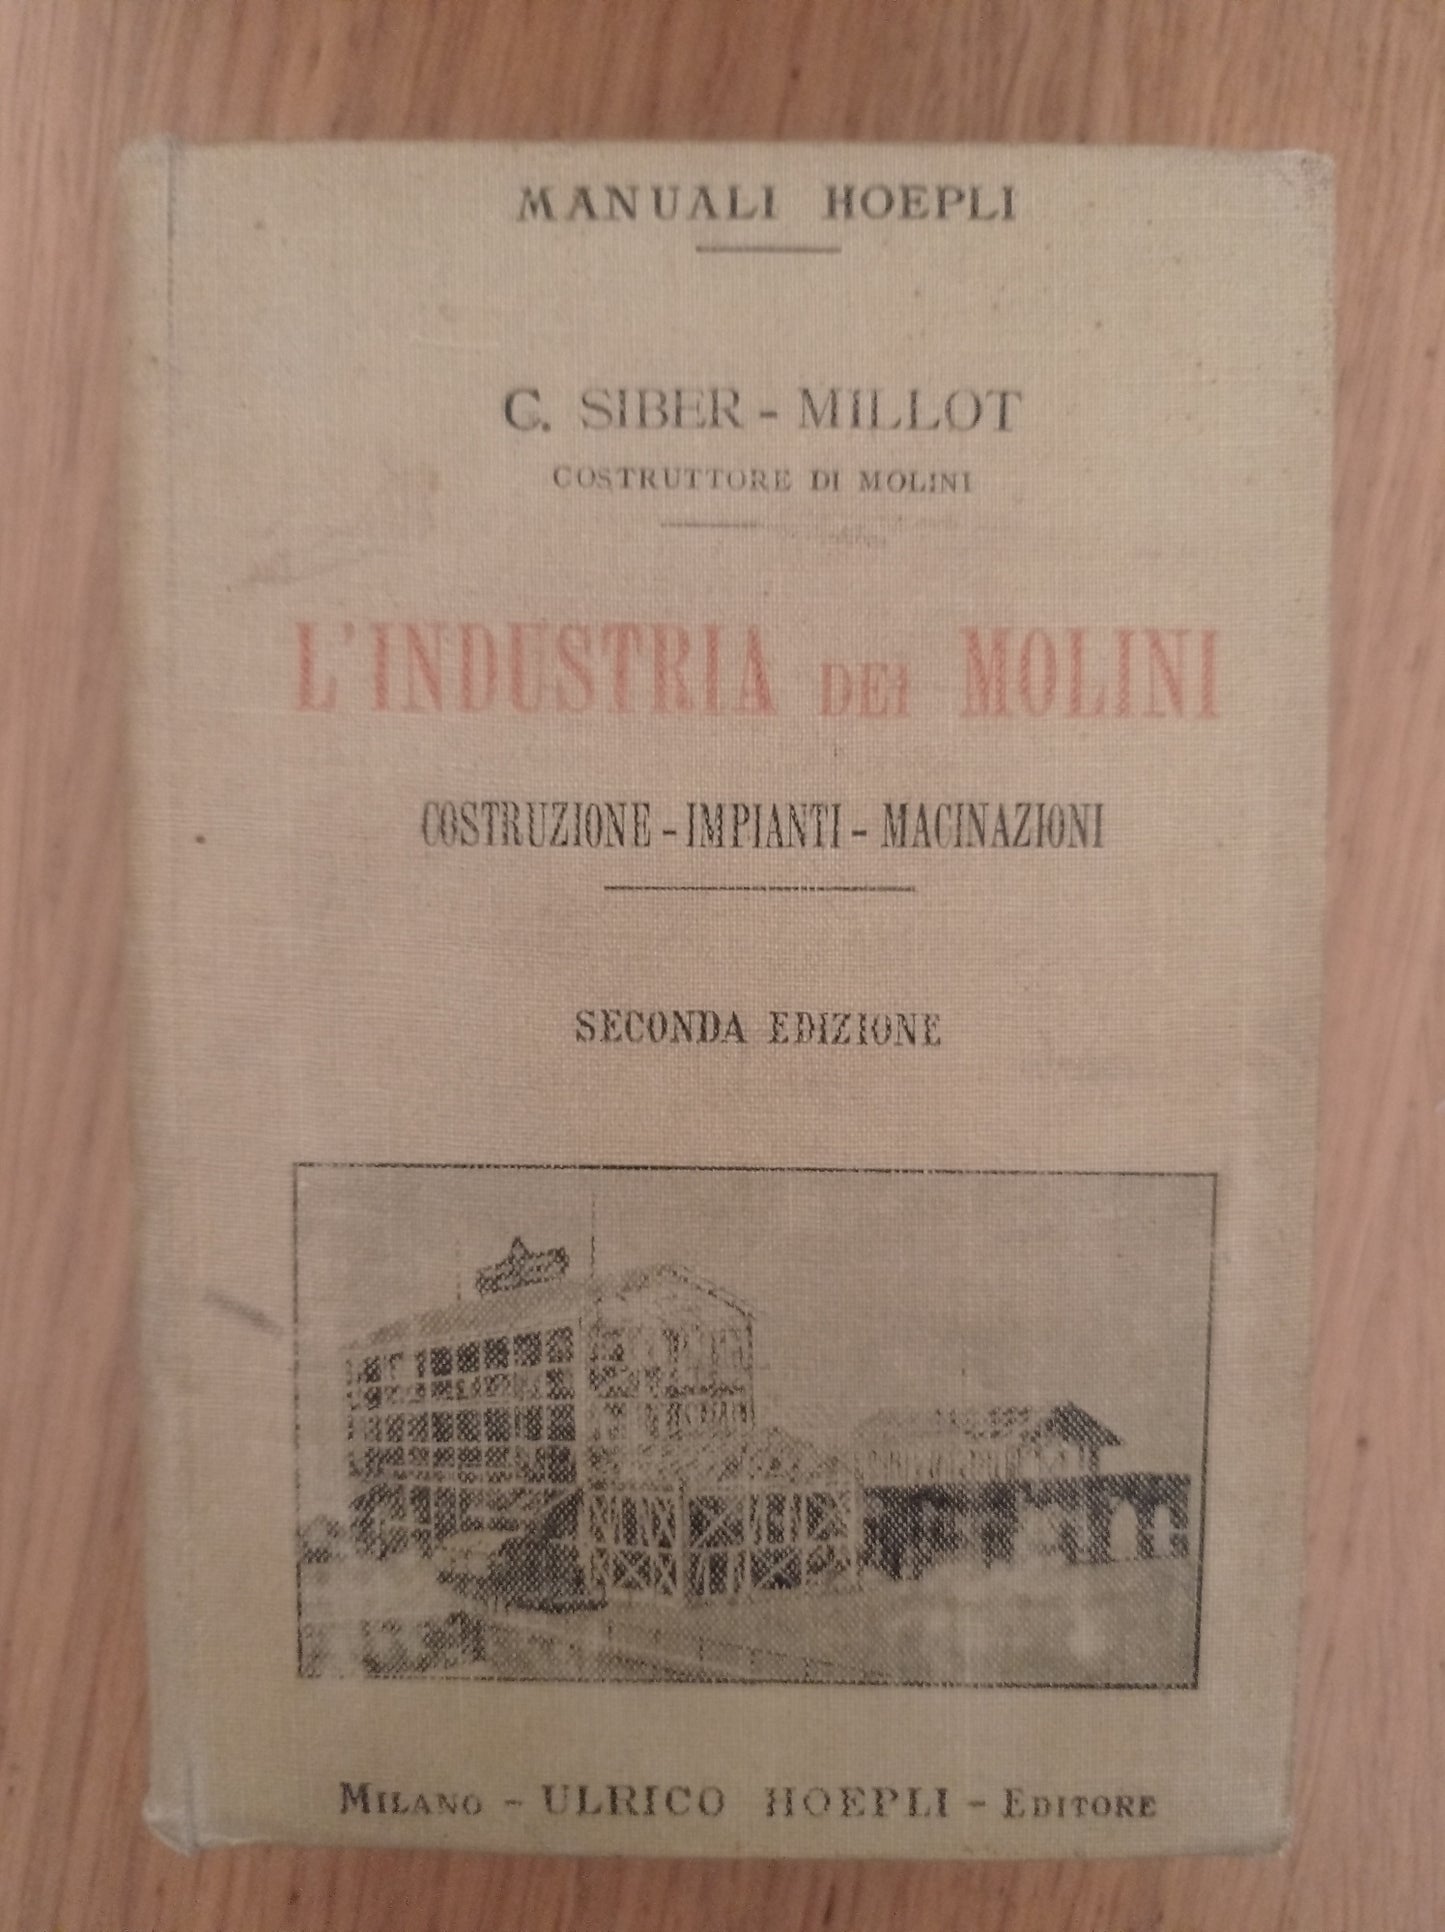 MANUALI HOEPLI
C. SIBER - MILLOT
COSTRUTTORE DI MOLINI
L'INDUSTRIA DEI MOLINI
COSTRUZIONE - IMPIANTI - MACINAZIONI
SECONDA EDIZIONE
MILANO - ULRICO HOEPLI - EDITORE